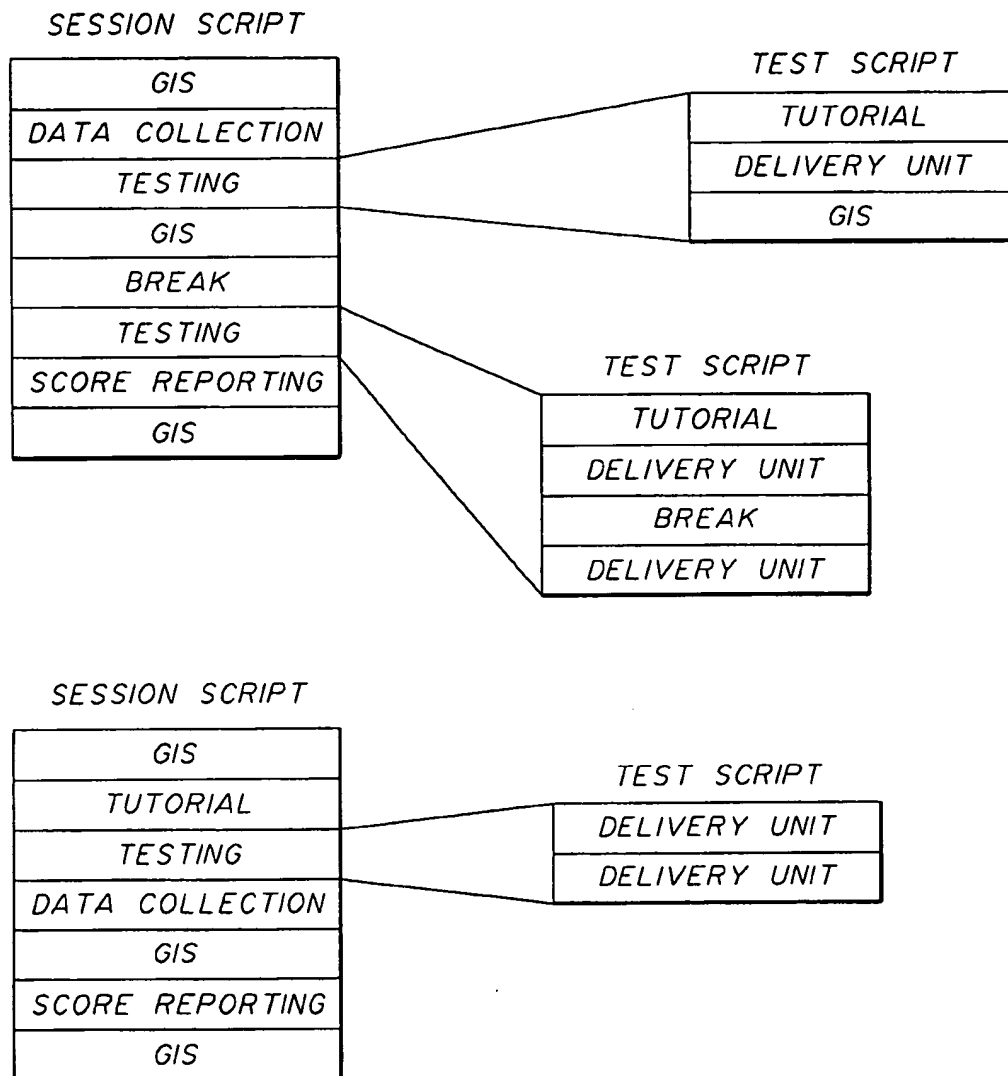 SESSION SCRIPT
GIS
DATA COLLECTION
TESTING
GIS
BREAK
TESTING
SCORE REPORTING
GIS
TEST SCRIPT
TUTORIAL
DELIVERY UNIT
GIS
TEST SCRIPT
TUTORIAL
DELIVERY UNIT
BREAK
DELIVERY UNIT
SESSION SCRIPT
GIS
TUTORIAL
TESTING
DATA COLLECTION
GIS
SCORE REPORTING
GIS
TEST SCRIPT
DELIVERY UNIT
DELIVERY UNIT